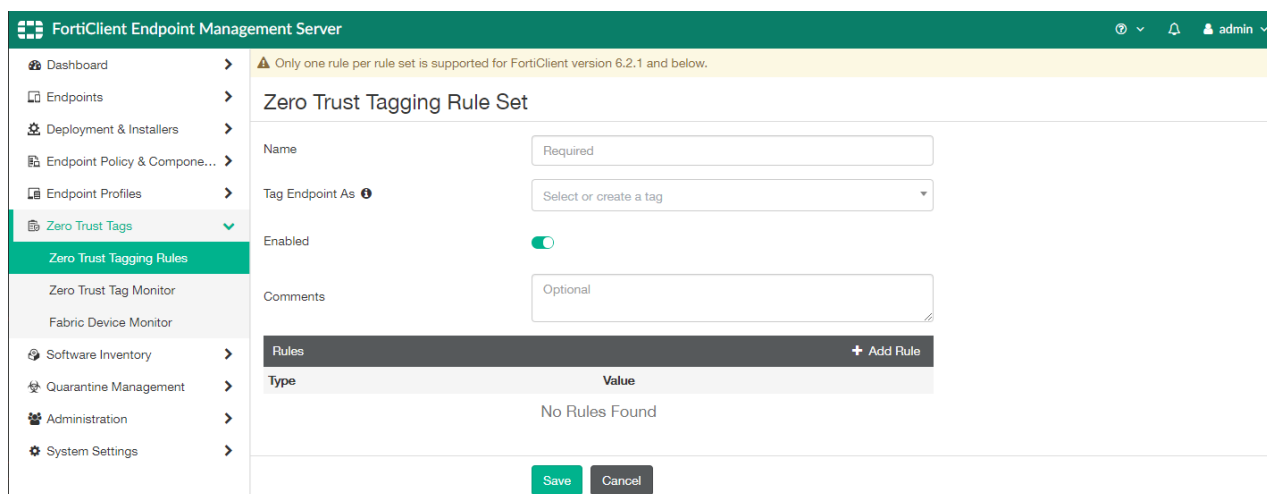 FortiClient Endpoint Management Server
admin
Dashboard
Endpoints
Deployment & Installers
Endpoint Policy & Compone...
Endpoint Profiles
Zero Trust Tags
Zero Trust Tagging Rules
Zero Trust Tag Monitor
Fabric Device Monitor
Software Inventory
Quarantine Management
Administration
System Settings
Only one rule per rule set is supported for FortiClient version 6.2.1 and below.
Zero Trust Tagging Rule Set
Name Required
Tag Endpoint As Select or create a tag
Enabled
Comments Optional
Rules + Add Rule
Type Value
No Rules Found
Save Cancel